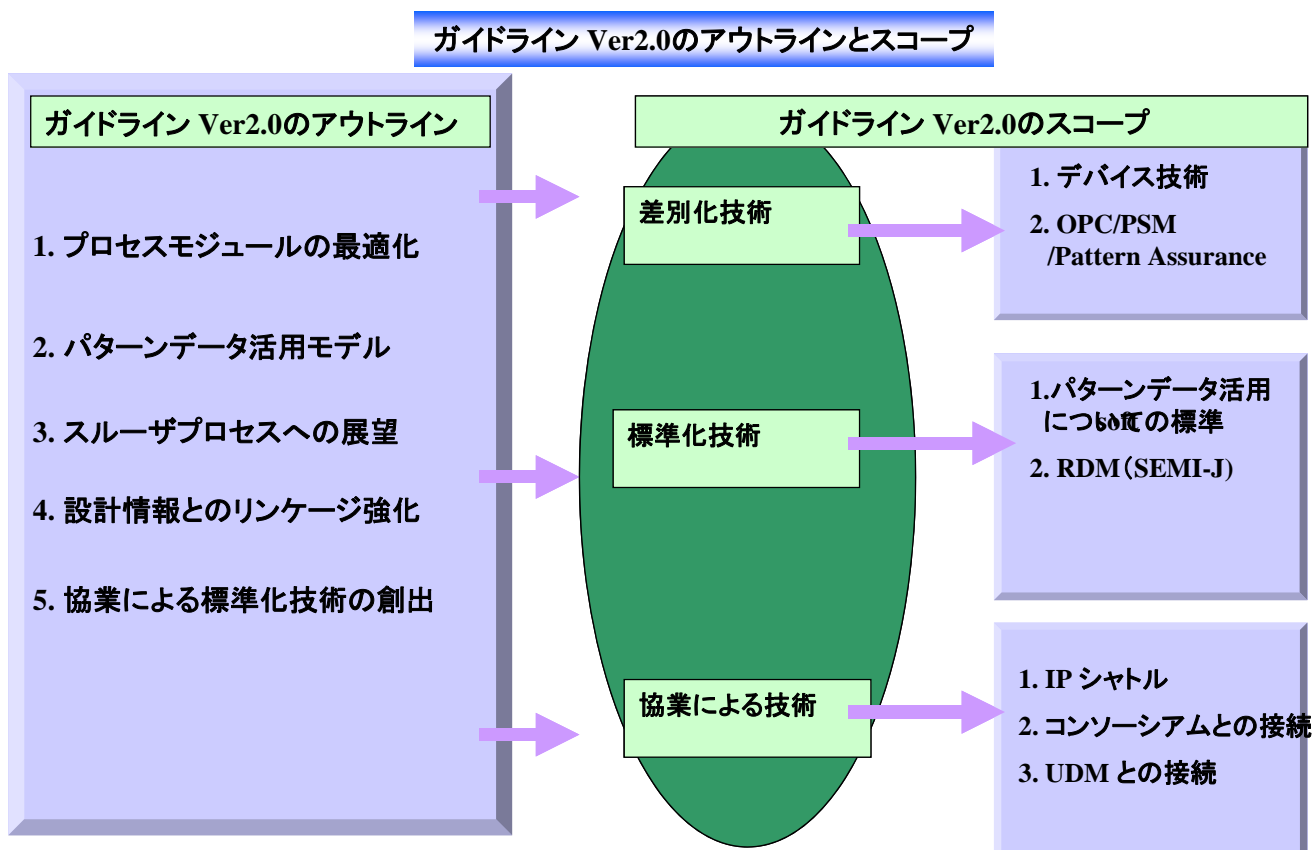 ガイドライン Ver2.0のアウトラインとスコープ
ガイドライン Ver2.0のアウトライン
1. プロセスモジュールの最適化
2. パターンデータ活用モデル
3. スルーザプロセスへの展望
4. 設計情報とのリンケージ強化
5. 協業による標準化技術の創出
ガイドライン Ver2.0のスコープ
差別化技術
1. デバイス技術
2. OPC/PSM
/Pattern Assurance
標準化技術
1.パターンデータ活用
の標準
2. RDM(SEMI-J)
協業による技術
1. IP シャトル
2. コンソーシアムとの接続
3. UDM との接続